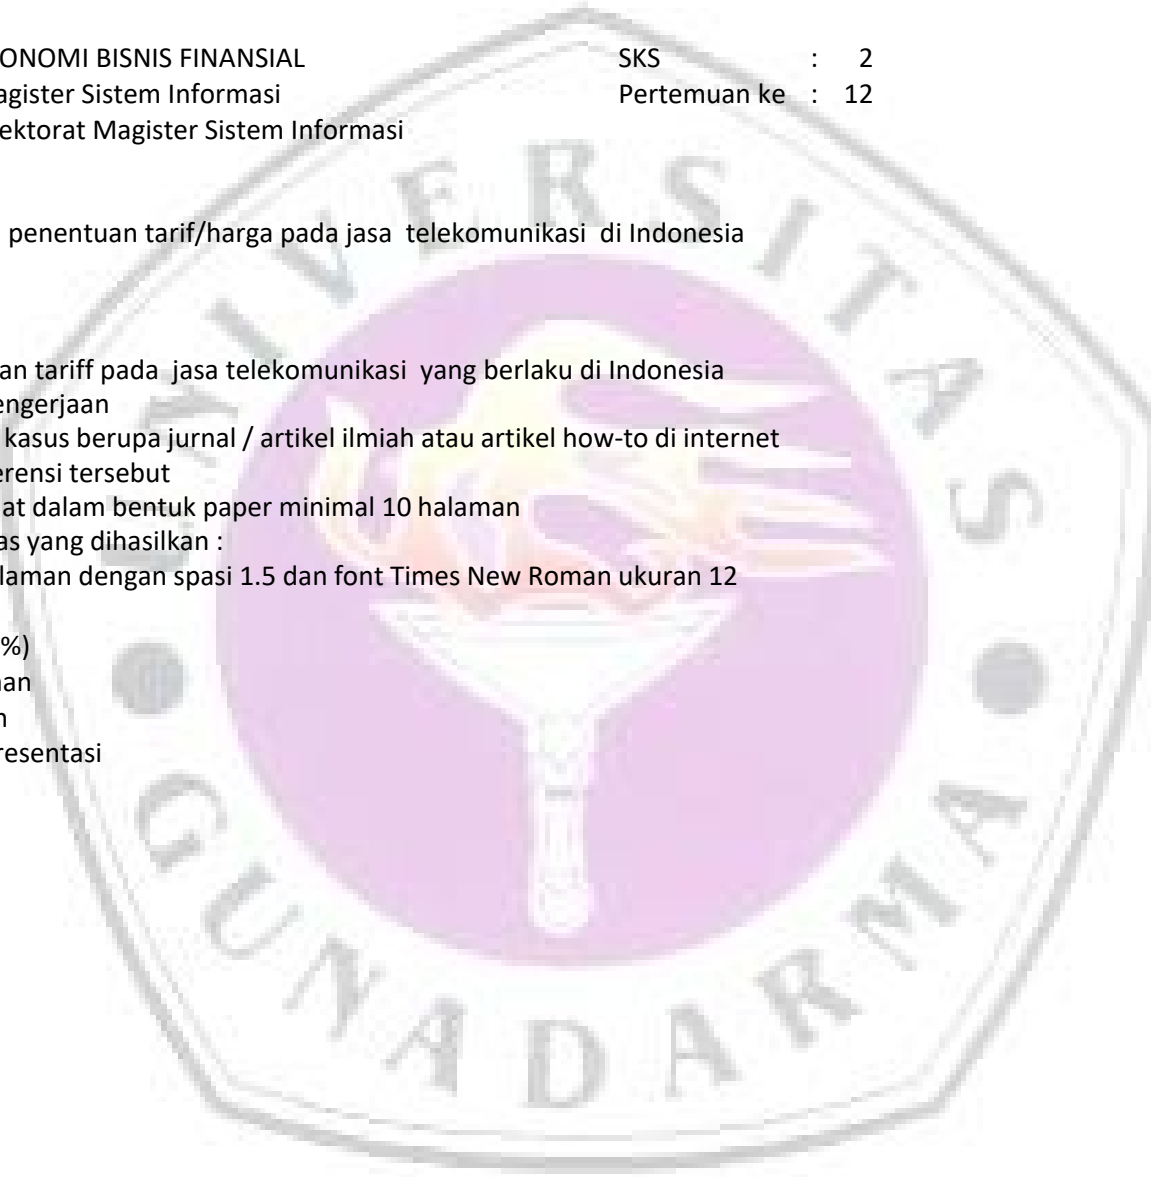 ONOMI BISNIS FINANSIAL SKS : 2
agister Sistem Informasi Pertemuan ke : 12
ektorat Magister Sistem Informasi
penentuan tarif/harga pada jasa telekomunikasi di Indonesia
an tariff pada jasa telekomunikasi yang berlaku di Indonesia
engerjaan
kasus berupa jurnal / artikel ilmiah atau artikel how-to di internet
erensi tersebut
at dalam bentuk paper minimal 10 halaman
as yang dihasilkan :
laman dengan spasi 1.5 dan font Times New Roman ukuran 12
%)
nan
n
resentasi
UNIVERSITAS
GUNADARMA